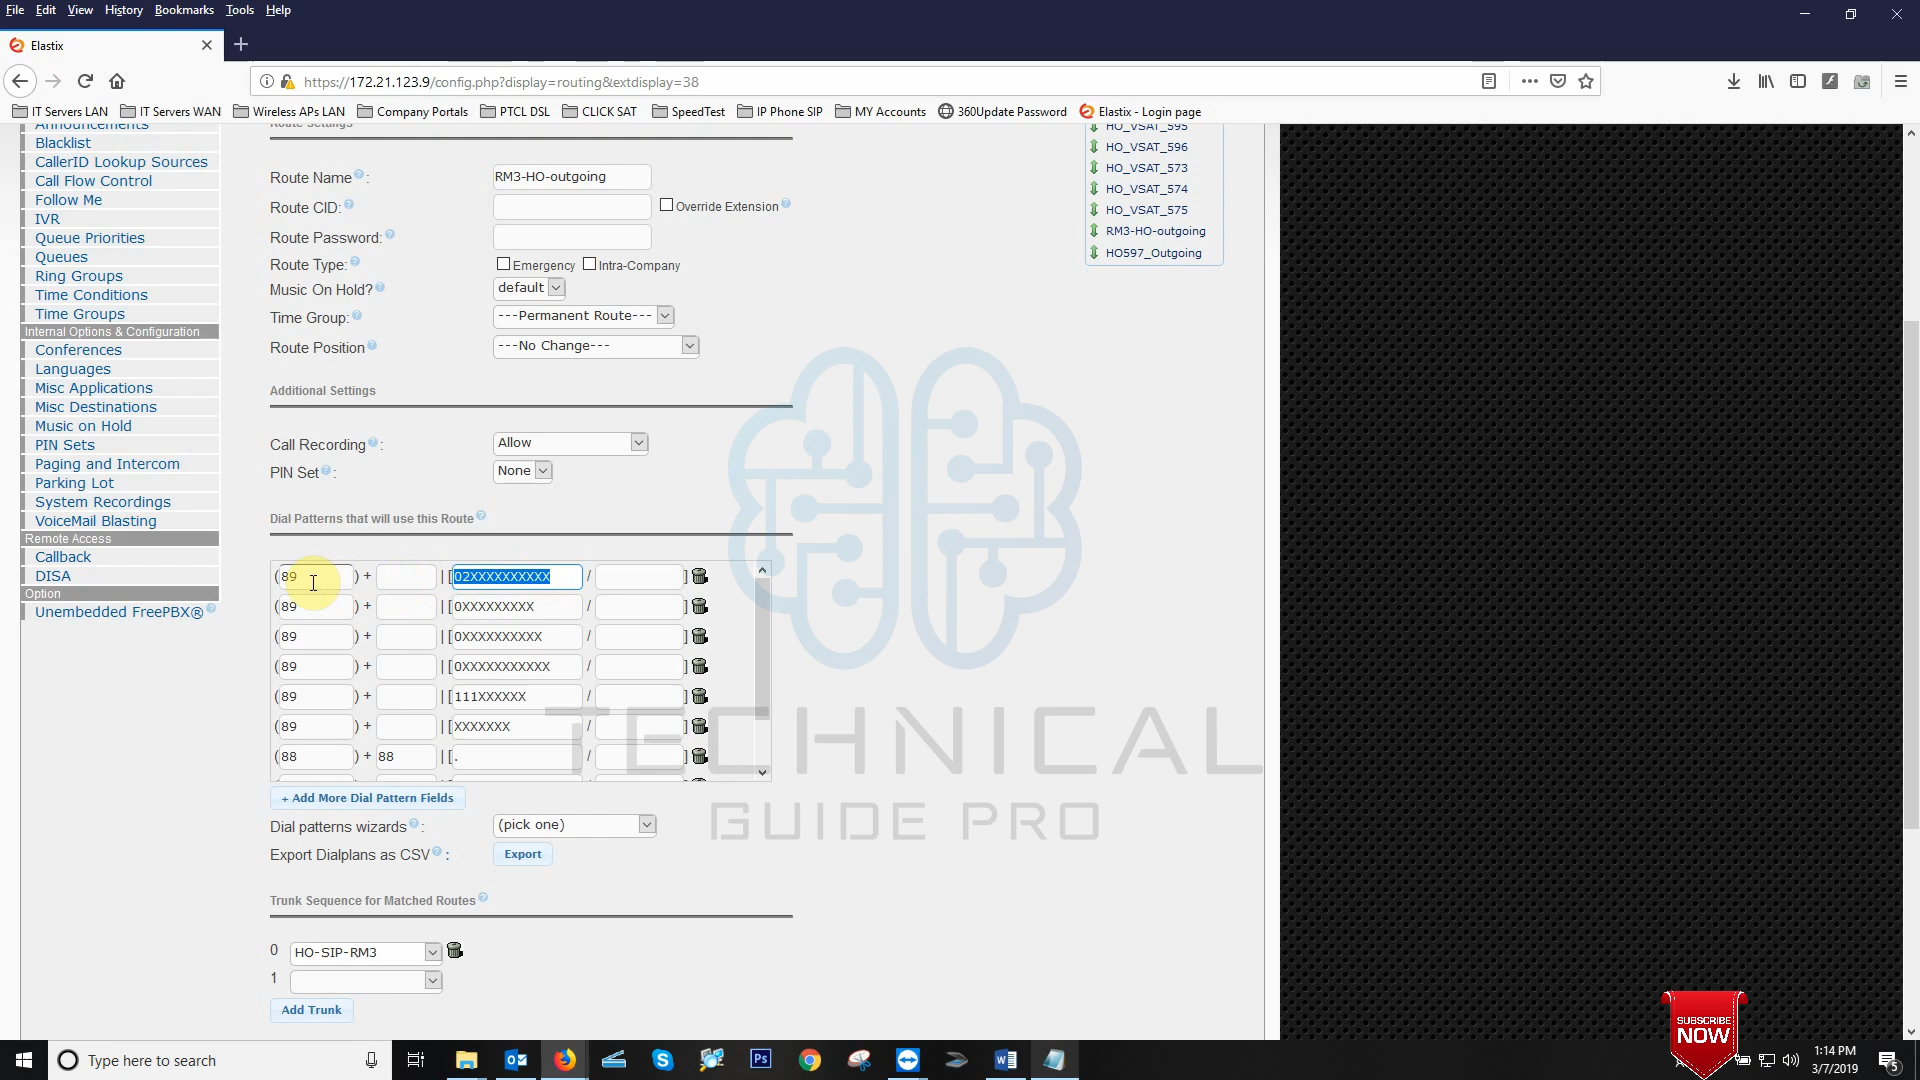 File Edit View History Bookmarks Tools Help
Elastix
https://172.21.123.9/config.php?display=routing&extdisplay=38
IT Servers LAN IT Servers WAN Wireless APs LAN Company Portals PTCL DSL CLICK SAT SpeedTest IP Phone SIP MY Accounts 360Update Password Elastix - Login page
Announcements
Blacklist
CallerID Lookup Sources
Call Flow Control
Follow Me
IVR
Queue Priorities
Queues
Ring Groups
Time Conditions
Time Groups
Internal Options & Configuration
Conferences
Languages
Misc Applications
Misc Destinations
Music on Hold
PIN Sets
Paging and Intercom
Parking Lot
System Recordings
VoiceMail Blasting
Remote Access
Callback
DISA
Option
Unembedded FreePBX®
Route Settings
Route Name : RM3-HO-outgoing
Route CID: Override Extension
Route Password:
Route Type: Emergency Intra-Company
Music On Hold? default
Time Group: ---Permanent Route---
Route Position ---No Change---
Additional Settings
Call Recording : Allow
PIN Set : None
Dial Patterns that will use this Route
(89 ) + | [02XXXXXXXXXX / ]
(89 ) + | [0XXXXXXXXX / ]
(89 ) + | [0XXXXXXXXXX / ]
(89 ) + | [0XXXXXXXXXXX / ]
(89 ) + | [111XXXXXX / ]
(89 ) + | [XXXXXXX / ]
(88 ) + 88 | [. / ]
+ Add More Dial Pattern Fields
Dial patterns wizards : (pick one)
Export Dialplans as CSV : Export
Trunk Sequence for Matched Routes
0 HO-SIP-RM3
1
Add Trunk
HO_VSAT_595
HO_VSAT_596
HO_VSAT_573
HO_VSAT_574
HO_VSAT_575
RM3-HO-outgoing
HO597_Outgoing
TECHNICAL
GUIDE PRO
SUBSCRIBE
NOW
Type here to search
Ps
1:14 PM
3/7/2019
5